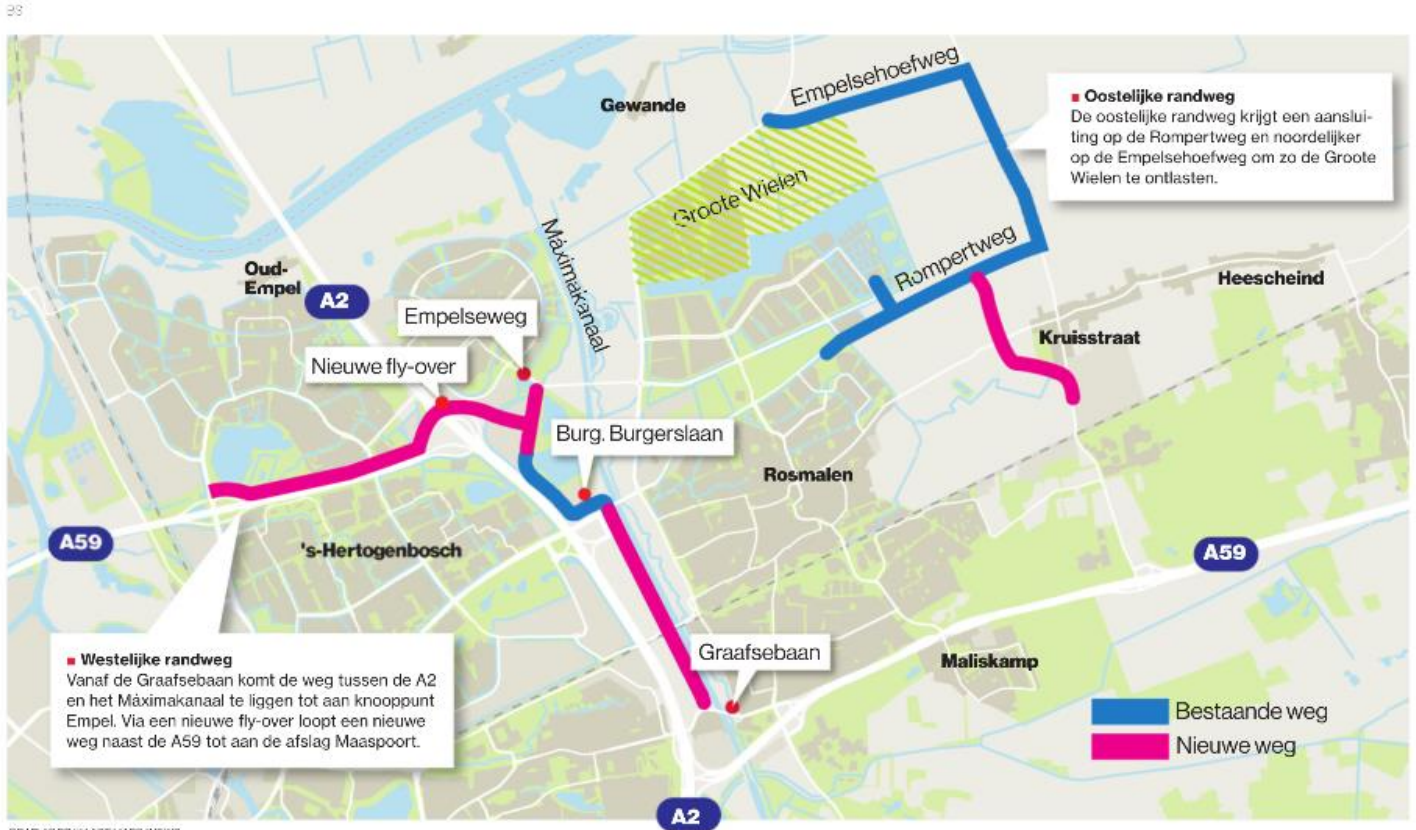 Gewande
Empelsehoefweg
■ Oostelijke randweg
De oostelijke randweg krijgt een aanslui-
ting op de Rompertweg en noordelijker
op de Empelsehoefweg om zo de Groote
Wielen te ontlasten.
Groote Wielen
Máximakanaal
Rompertweg
Oud-
Empel
A2
Heescheind
Empelseweg
Kruisstraat
Nieuwe fly-over
Burg. Burgerslaan
Rosmalen
A59
's-Hertogenbosch
A59
■ Westelijke randweg
Vanaf de Graafsebaan komt de weg tussen de A2
en het Máximakanaal te liggen tot aan knooppunt
Empel. Via een nieuwe fly-over loopt een nieuwe
weg naast de A59 tot aan de afslag Maaspoort.
Graafsebaan
Maliskamp
Bestaande weg
Nieuwe weg
A2